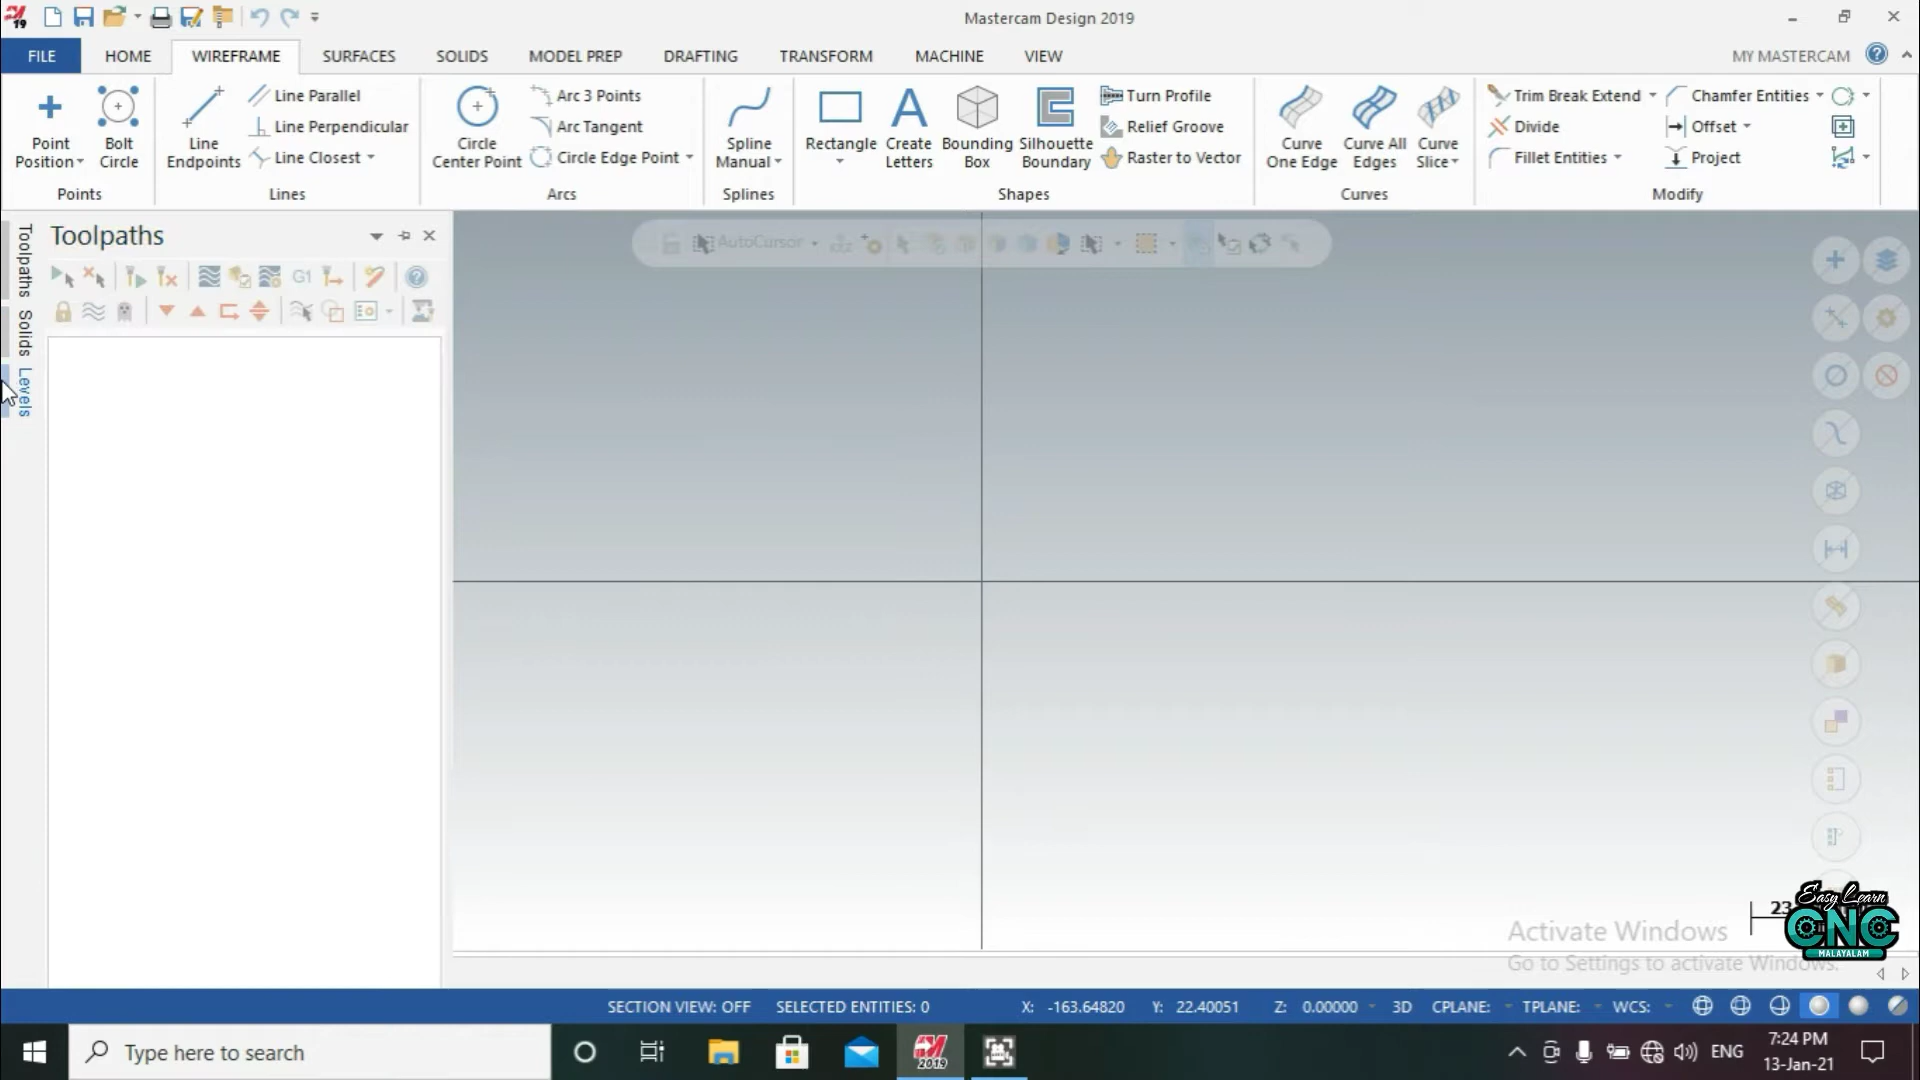 Mastercam Design 2019
FILE HOME WIREFRAME SURFACES SOLIDS MODEL PREP DRAFTING TRANSFORM MACHINE VIEW MY MASTERCAM
Point Position
Bolt Circle
Points
Line Endpoints
Line Parallel
Line Perpendicular
Line Closest
Lines
Circle Center Point
Arc 3 Points
Arc Tangent
Circle Edge Point
Arcs
Spline Manual
Splines
Rectangle
Create Letters
Bounding Box
Silhouette Boundary
Turn Profile
Relief Groove
Raster to Vector
Shapes
Curve One Edge
Curve All Edges
Curve Slice
Curves
Trim Break Extend
Divide
Fillet Entities
Chamfer Entities
Offset
Project
Modify
Toolpaths
Solids
Levels
Toolpaths
G1
AutoCursor
23
Easy Learn
CNC
MALAYALAM
Activate Windows
Go to Settings to activate Windows.
SECTION VIEW: OFF SELECTED ENTITIES: 0 X: -163.64820 Y: 22.40051 Z: 0.00000 3D CPLANE: TPLANE: WCS:
Type here to search
2019
ENG
7:24 PM
13-Jan-21